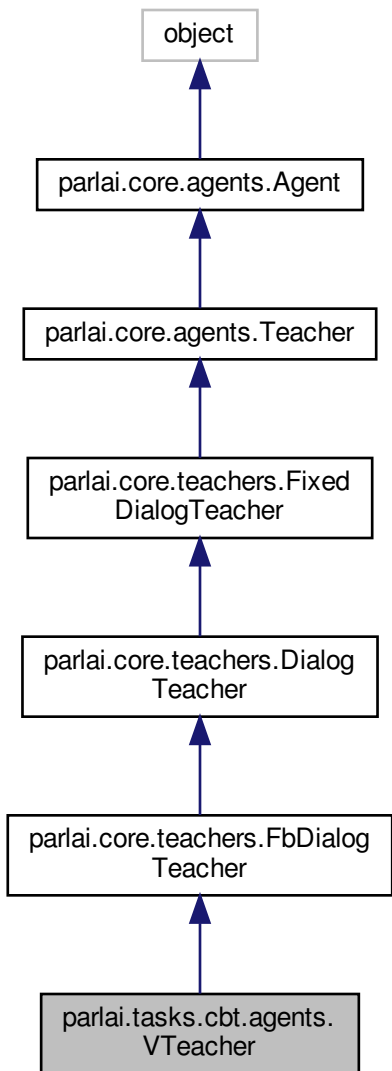 object
parlai.core.agents.Agent
parlai.core.agents.Teacher
parlai.core.teachers.Fixed
DialogTeacher
parlai.core.teachers.Dialog
Teacher
parlai.core.teachers.FbDialog
Teacher
parlai.tasks.cbt.agents.
VTeacher